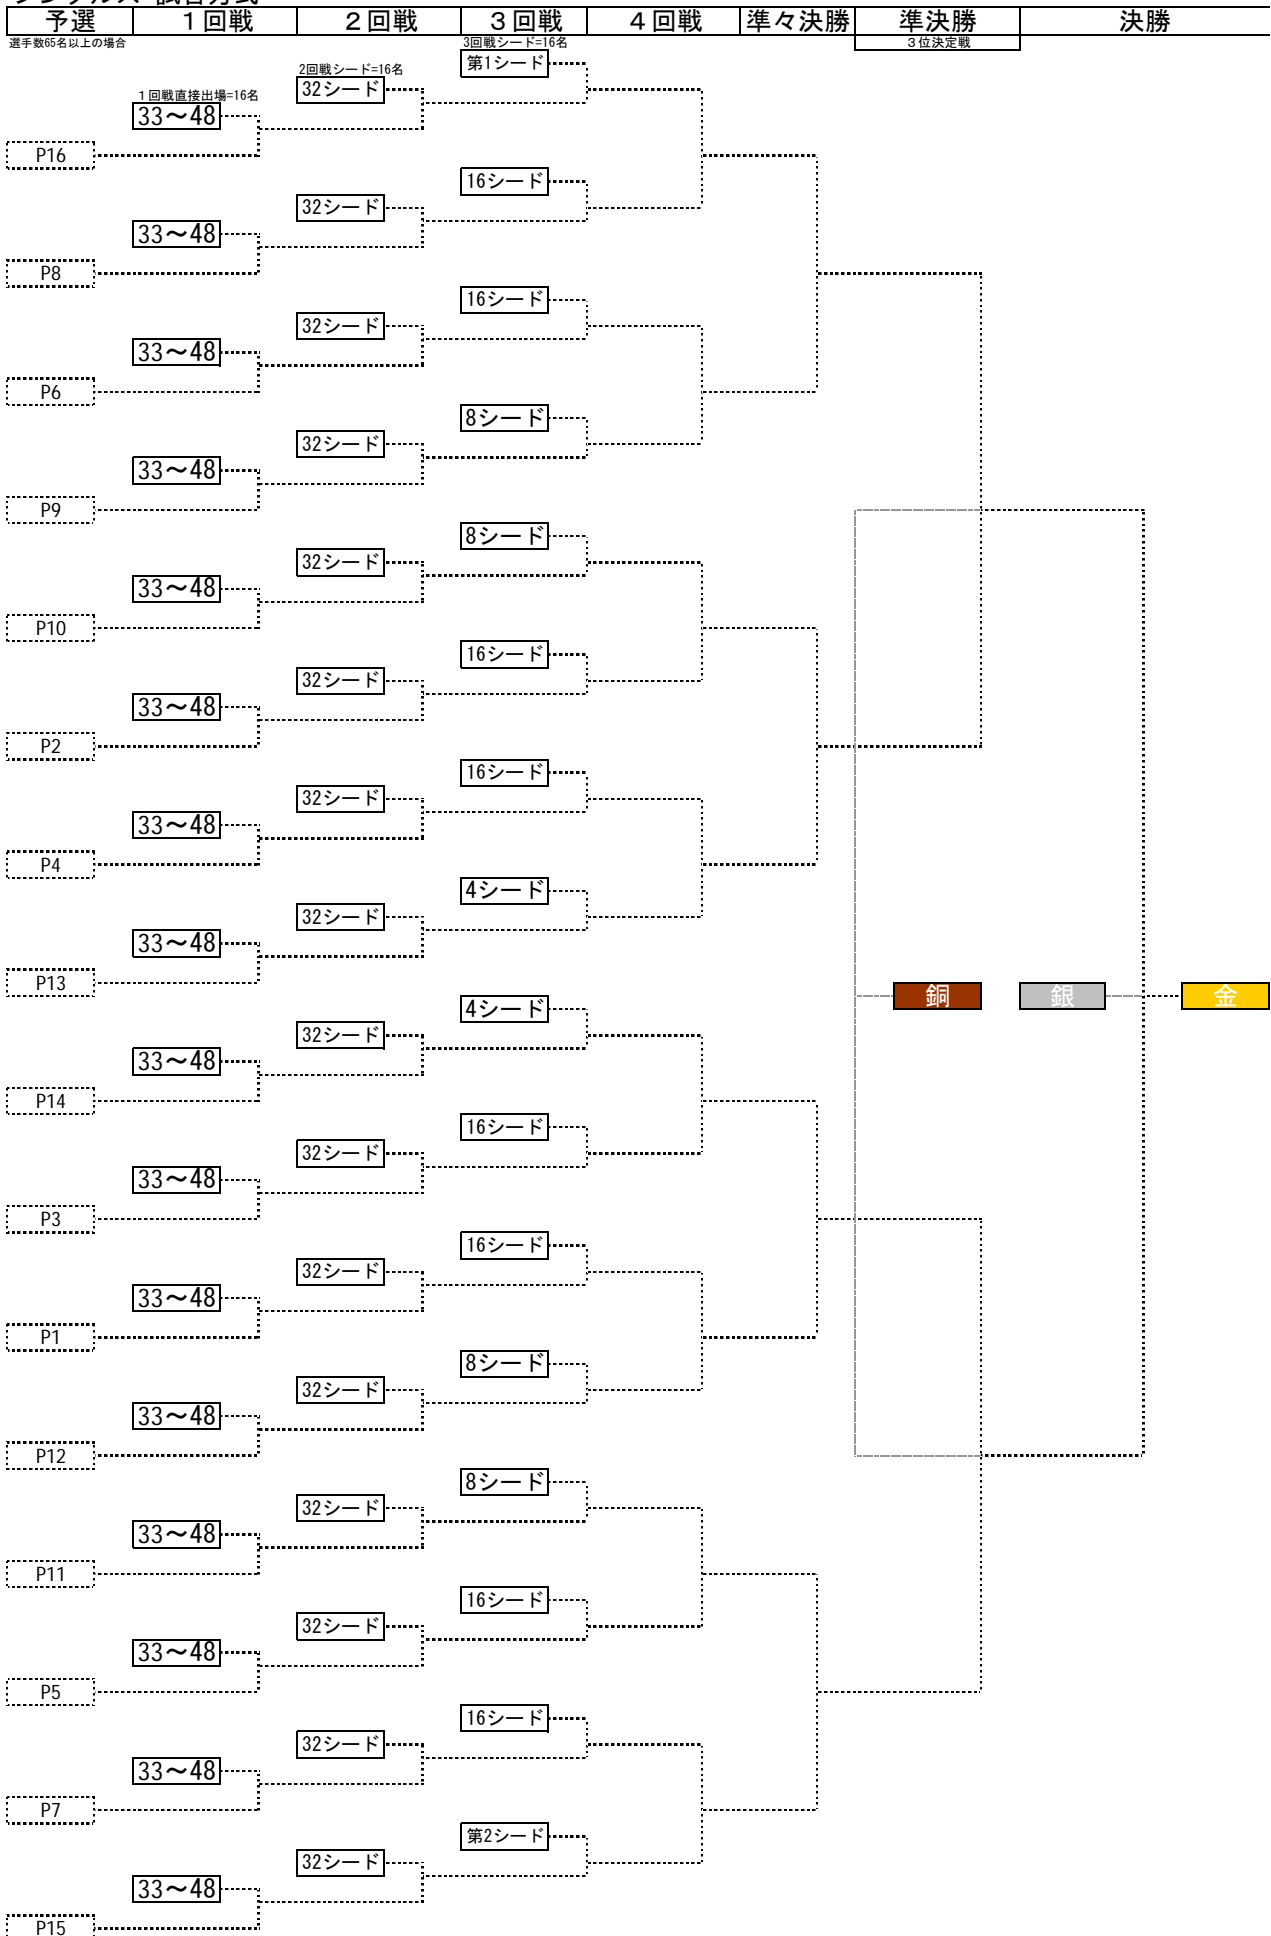 予選 １回戦 ２回戦 ３回戦 ４回戦 準々決勝 準決勝 決勝
選手数65名以上の場合 3回戦シード=16名 ３位決定戦
第1シード
2回戦シード=16名
32シード
１回戦直接出場=16名
33～48
P16
16シード
32シード
33～48
P8
16シード
32シード
33～48
P6
8シード
32シード
33～48
P9
8シード
32シード
33～48
P10
16シード
32シード
33～48
P2
16シード
32シード
33～48
P4
4シード
32シード
33～48
P13
銅 銀 金
4シード
32シード
33～48
P14
16シード
32シード
33～48
P3
16シード
32シード
33～48
P1
8シード
32シード
33～48
P12
8シード
32シード
33～48
P11
16シード
32シード
33～48
P5
16シード
32シード
33～48
P7
第2シード
32シード
33～48
P15